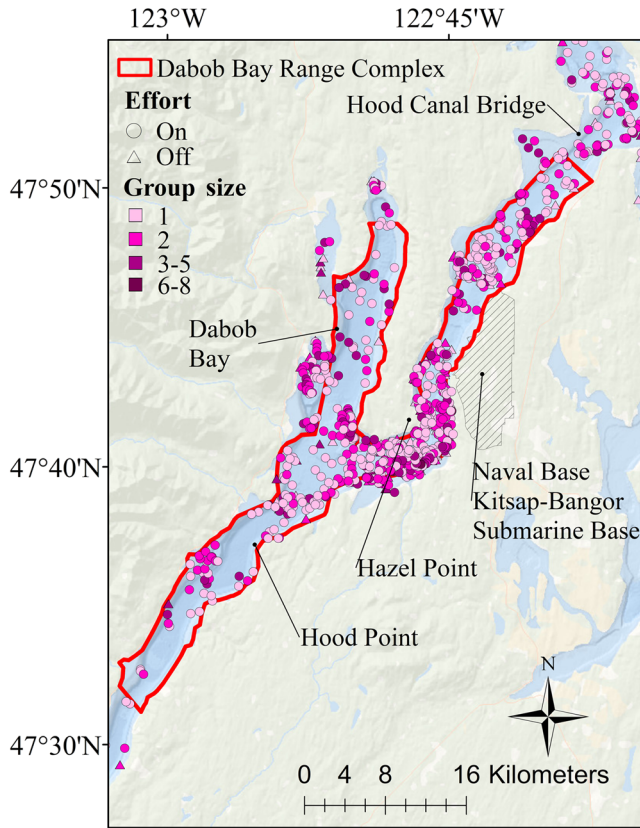 123°W
122°45'W
Dabob Bay Range Complex
Effort
On
Off
Group size
1
2
3-5
6-8
Hood Canal Bridge
47°50'N
Dabob
Bay
47°40'N
Naval Base
Kitsap-Bangor
Submarine Base
Hazel Point
Hood Point
N
47°30'N
0 4 8 16 Kilometers